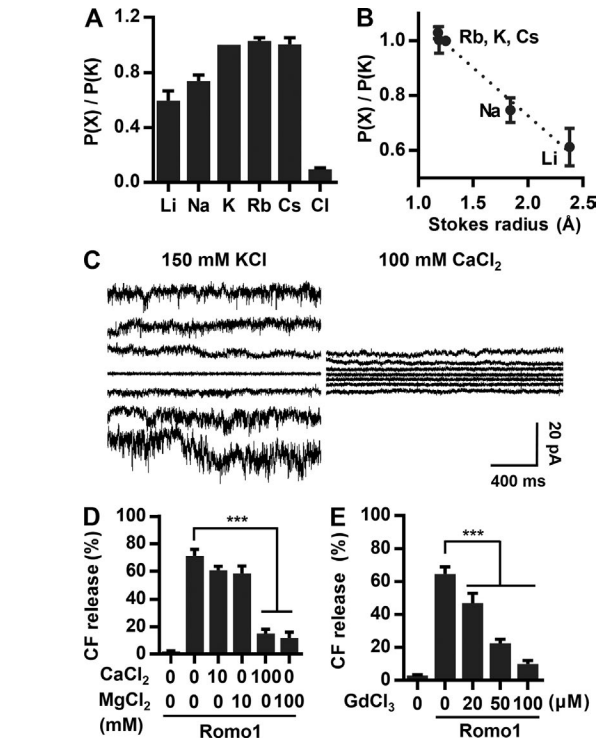 A
P(X) / P(K)
1.2
0.8
0.4
0.0
Li Na K Rb Cs Cl
B
P(X) / P(K)
1.0
0.8
0.6
Rb, K, Cs
Na
Li
1.0 1.5 2.0 2.5
Stokes radius (Å)
C
150 mM KCl
100 mM CaCl₂
20 pA
400 ms
D
CF release (%)
100
80
60
40
20
0
***
0 0 10 0 100 0
CaCl₂
0 0 0 10 0 100
MgCl₂
(mM)
Romo1
E
CF release (%)
100
80
60
40
20
0
***
GdCl₃ 0 0 20 50 100 (μM)
Romo1